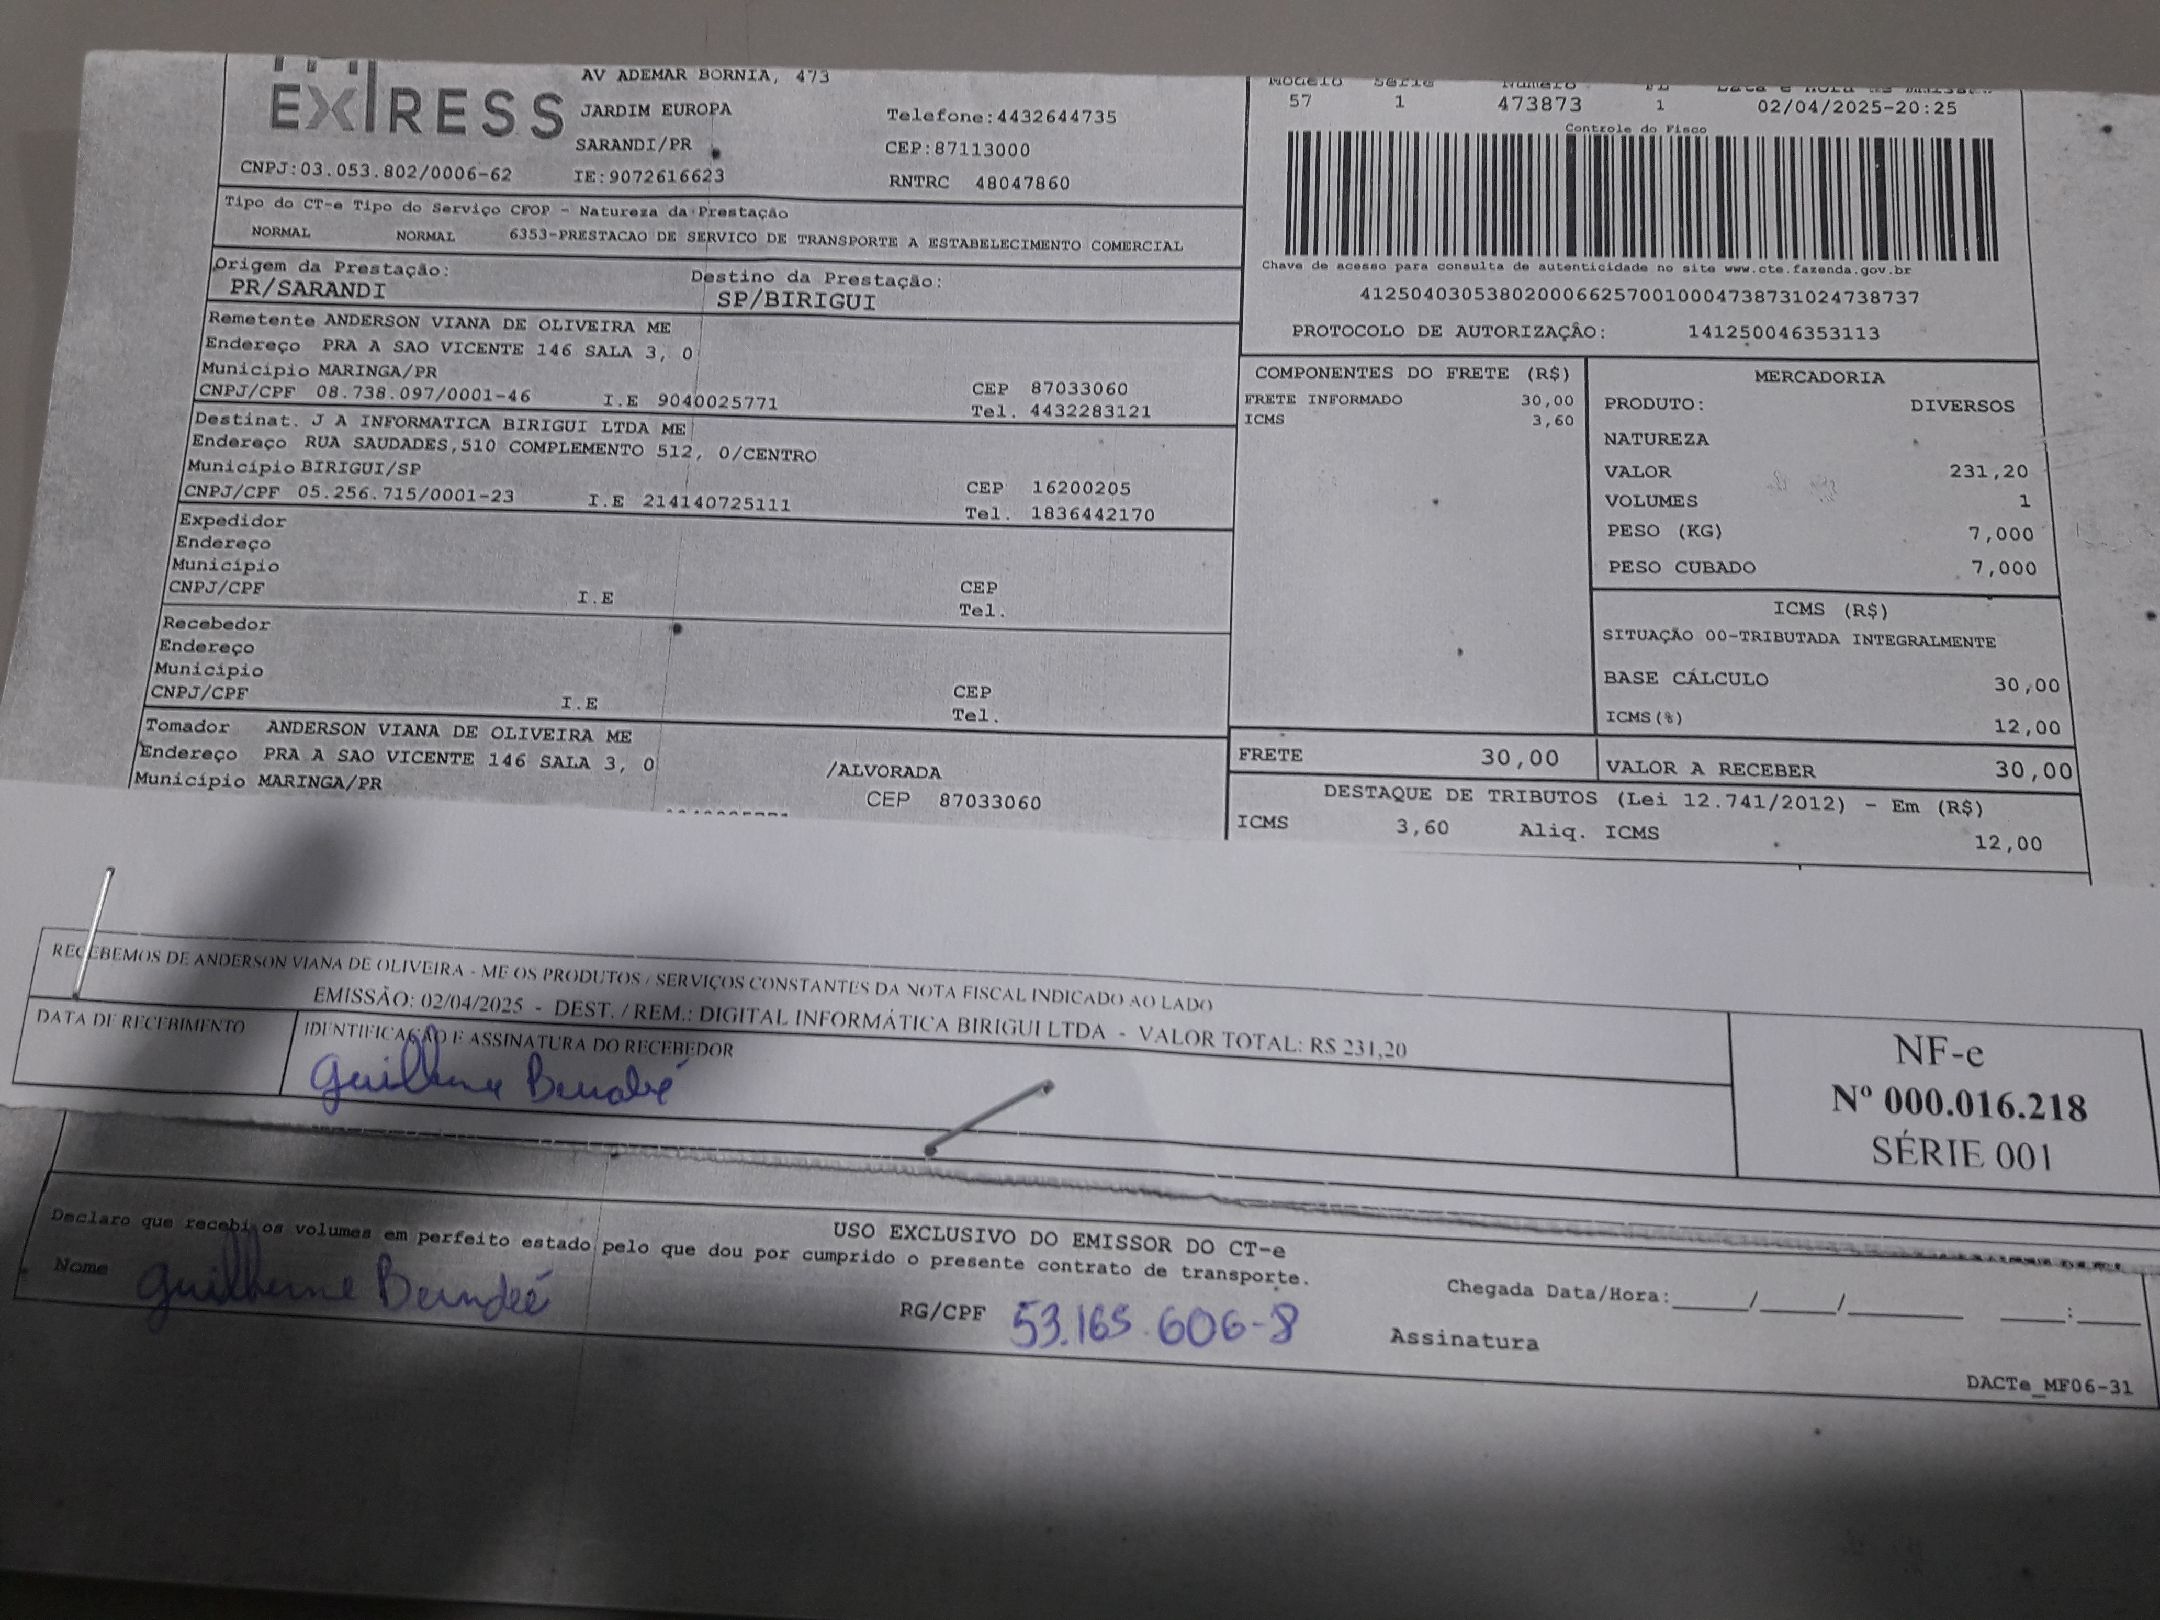 EXPRESS
AV ADEMAR BORNIA, 473
JARDIM EUROPA
SARANDI/PR
Telefone:4432644735
CEP:87113000
CNPJ:03.053.802/0006-62 IE:9072616623 RNTRC 48047860
Modelo Série Número FL
57 1 473873 1 02/04/2025-20:25
Controle do Fisco
Chave de acesso para consulta de autenticidade no site www.cte.fazenda.gov.br
41250403053802000662570010004738731024738737
PROTOCOLO DE AUTORIZAÇÃO: 141250046353113
Tipo do CT-e Tipo do Serviço CFOP - Natureza da Prestação
NORMAL NORMAL 6353-PRESTACAO DE SERVICO DE TRANSPORTE A ESTABELECIMENTO COMERCIAL
Origem da Prestação: Destino da Prestação:
PR/SARANDI SP/BIRIGUI
Remetente ANDERSON VIANA DE OLIVEIRA ME
Endereço PRA A SAO VICENTE 146 SALA 3, 0
Município MARINGA/PR CEP 87033060
CNPJ/CPF 08.738.097/0001-46 I.E 9040025771 Tel. 4432283121
Destinat. J A INFORMATICA BIRIGUI LTDA ME
Endereço RUA SAUDADES,510 COMPLEMENTO 512, 0/CENTRO
Município BIRIGUI/SP CEP 16200205
CNPJ/CPF 05.256.715/0001-23 I.E 214140725111 Tel. 1836442170
Expedidor
Endereço
Município CEP
CNPJ/CPF I.E Tel.
Recebedor
Endereço
Município CEP
CNPJ/CPF I.E Tel.
Tomador ANDERSON VIANA DE OLIVEIRA ME
Endereço PRA A SAO VICENTE 146 SALA 3, 0 /ALVORADA
Município MARINGA/PR CEP 87033060
COMPONENTES DO FRETE (R$)
FRETE INFORMADO 30,00
ICMS 3,60
MERCADORIA
PRODUTO: DIVERSOS
NATUREZA
VALOR 231,20
VOLUMES 1
PESO (KG) 7,000
PESO CUBADO 7,000
ICMS (R$)
SITUAÇÃO 00-TRIBUTADA INTEGRALMENTE
BASE CÁLCULO 30,00
ICMS(%) 12,00
FRETE 30,00 VALOR A RECEBER 30,00
DESTAQUE DE TRIBUTOS (Lei 12.741/2012) - Em (R$)
ICMS 3,60 Aliq. ICMS 12,00
RECEBEMOS DE ANDERSON VIANA DE OLIVEIRA - ME OS PRODUTOS / SERVIÇOS CONSTANTES DA NOTA FISCAL INDICADO AO LADO
EMISSÃO: 02/04/2025 - DEST. / REM.: DIGITAL INFORMÁTICA BIRIGUI LTDA - VALOR TOTAL: R$ 231,20
DATA DE RECEBIMENTO IDENTIFICAÇÃO E ASSINATURA DO RECEBEDOR
Guilherme
NF-e
Nº 000.016.218
SÉRIE 001
USO EXCLUSIVO DO EMISSOR DO CT-e
Declaro que recebi os volumes em perfeito estado pelo que dou por cumprido o presente contrato de transporte.
Nome Guilherme
RG/CPF 53.165.606-8
Chegada Data/Hora:_____/_____/_______ ____:____
Assinatura
DACTe_MF06-31